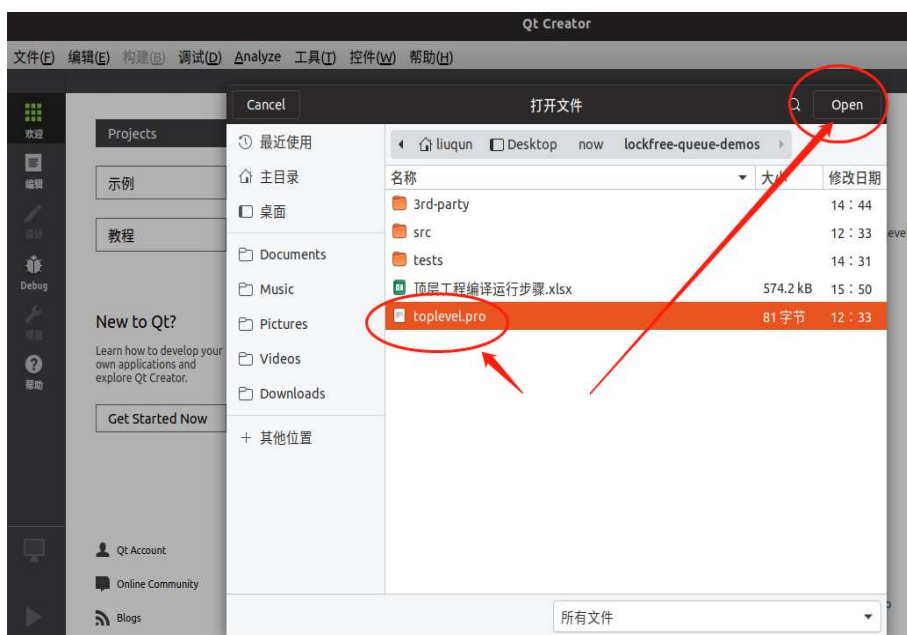 Qt Creator
文件(F) 编辑(E) 构建(B) 调试(D) Analyze 工具(T) 控件(W) 帮助(H)
Cancel 打开文件 Open
欢迎
编辑
设计
Debug
项目
帮助
Projects
示例
教程
New to Qt?
Learn how to develop your
own applications and
explore Qt Creator.
Get Started Now
Qt Account
Online Community
Blogs
最近使用
主目录
桌面
Documents
Music
Pictures
Videos
Downloads
+ 其他位置
liuqun Desktop now lockfree-queue-demos
名称 大小 修改日期
3rd-party 14:44
src 12:33
tests 14:31
顶层工程编译运行步骤.xlsx 574.2 kB 15:50
toplevel.pro 81 字节 12:33
所有文件